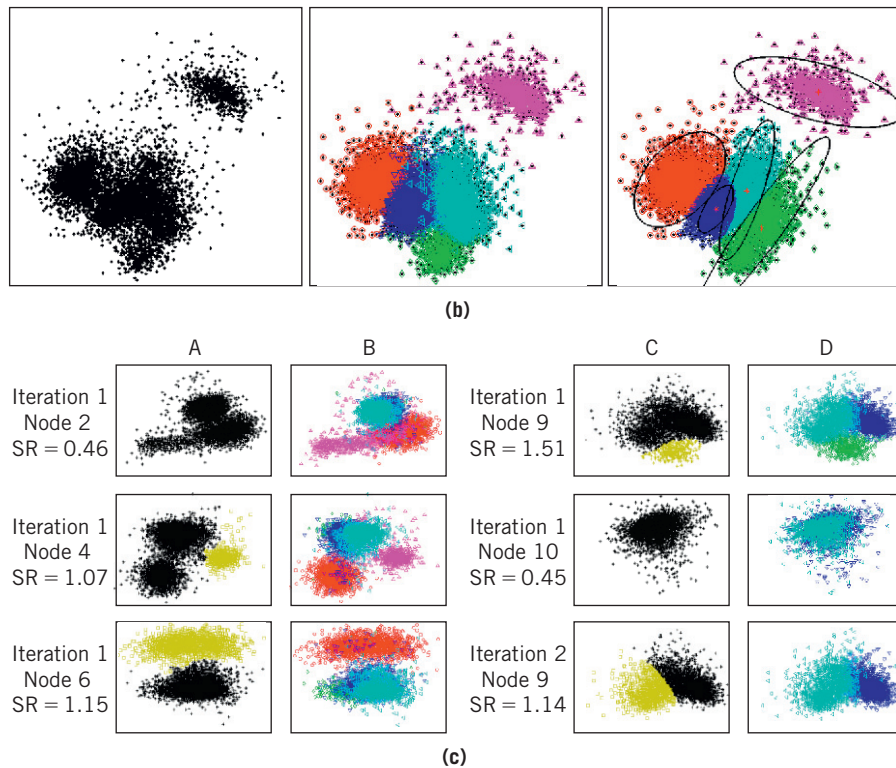 (b)
A
B
C
D
Iteration 1
Node 2
SR = 0.46
Iteration 1
Node 9
SR = 1.51
Iteration 1
Node 4
SR = 1.07
Iteration 1
Node 10
SR = 0.45
Iteration 1
Node 6
SR = 1.15
Iteration 2
Node 9
SR = 1.14
(c)